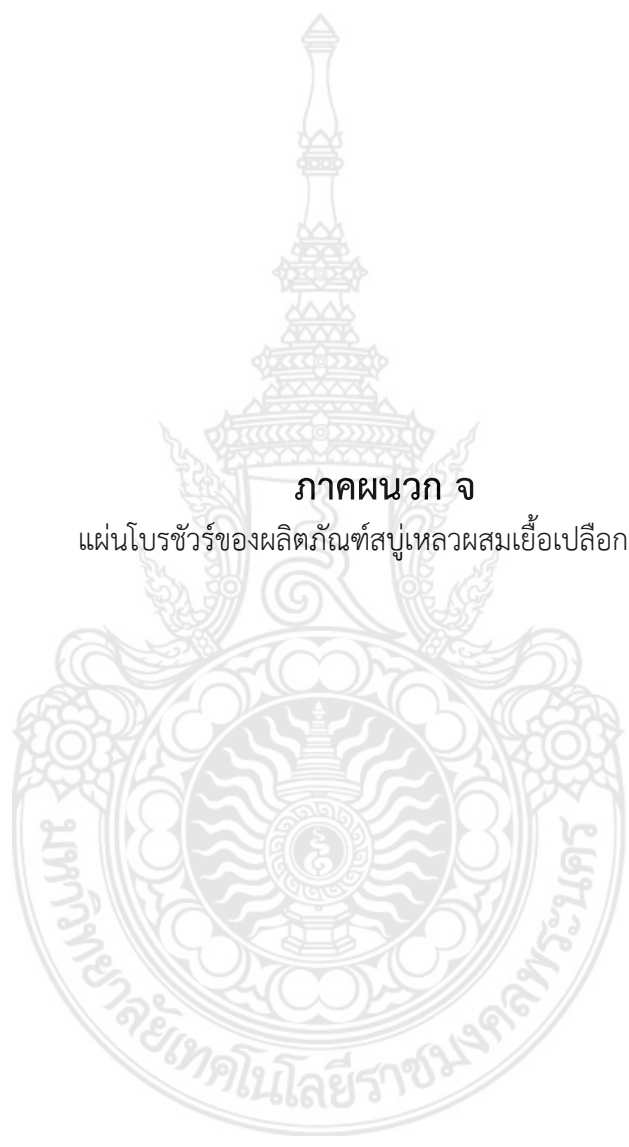 ภาคผนวก จ
แผ่นโบรชัวร์ของผลิตภัณฑ์สบู่เหลวผสมเยื้อเปลือก
มหาวิทยาลัยเทคโนโลยีราชมงคลพระนคร